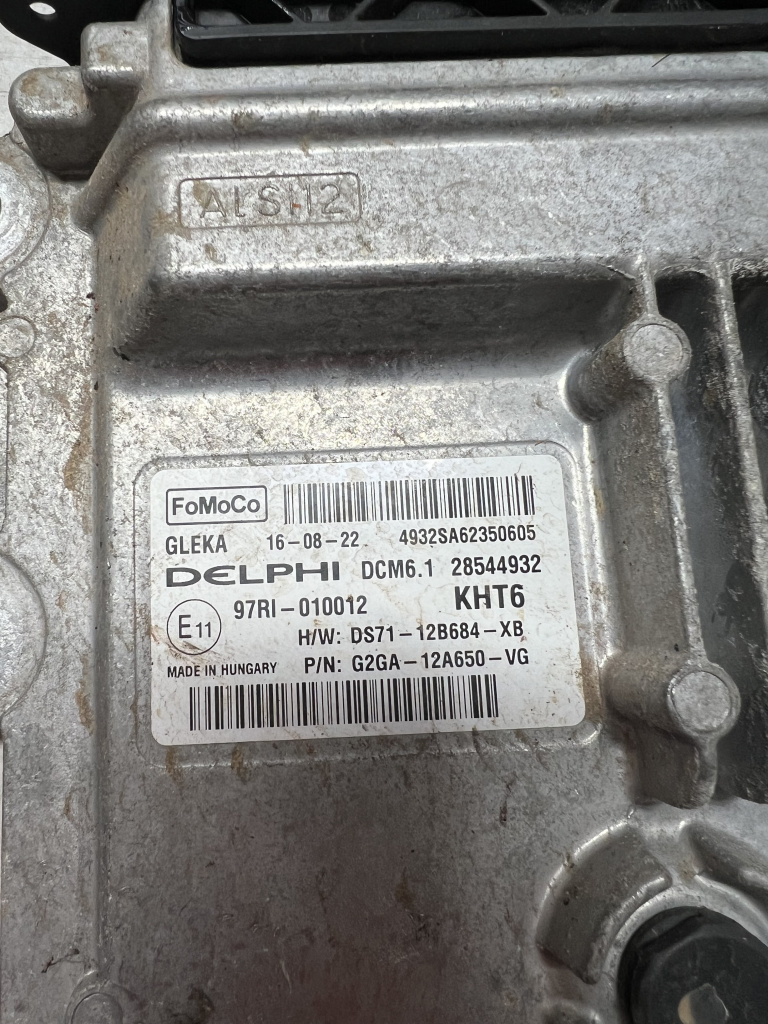 AlSi12
FoMoCo
GLEKA 16-08-22 4932SA62350605
DELPHI DCM6.1 28544932
E11 97RI-010012 KHT6
H/W: DS71-12B684-XB
MADE IN HUNGARY P/N: G2GA-12A650-VG